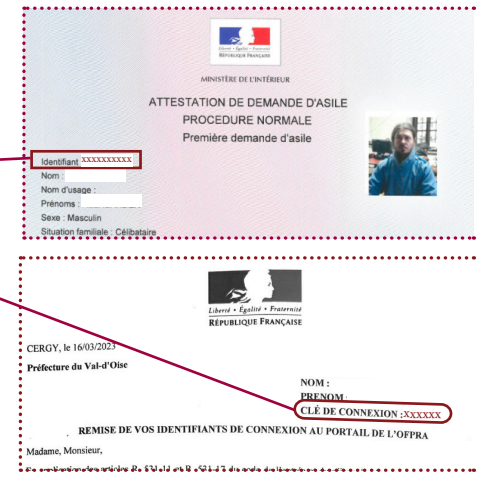 Liberté • Égalité • Fraternité
RÉPUBLIQUE FRANÇAISE
MINISTÈRE DE L'INTÉRIEUR
ATTESTATION DE DEMANDE D'ASILE
PROCEDURE NORMALE
Première demande d'asile
Identifiant xxxxxxxxxx
Nom :
Nom d'usage :
Prénoms :
Sexe : Masculin
Situation familiale : Célibataire
Liberté • Égalité • Fraternité
RÉPUBLIQUE FRANÇAISE
CERGY, le 16/03/2023
Préfecture du Val-d'Oise
NOM :
PRENOM :
CLÉ DE CONNEXION : XXXXXX
. REMISE DE VOS IDENTIFIANTS DE CONNEXION AU PORTAIL DE L'OFPRA
Madame, Monsieur,